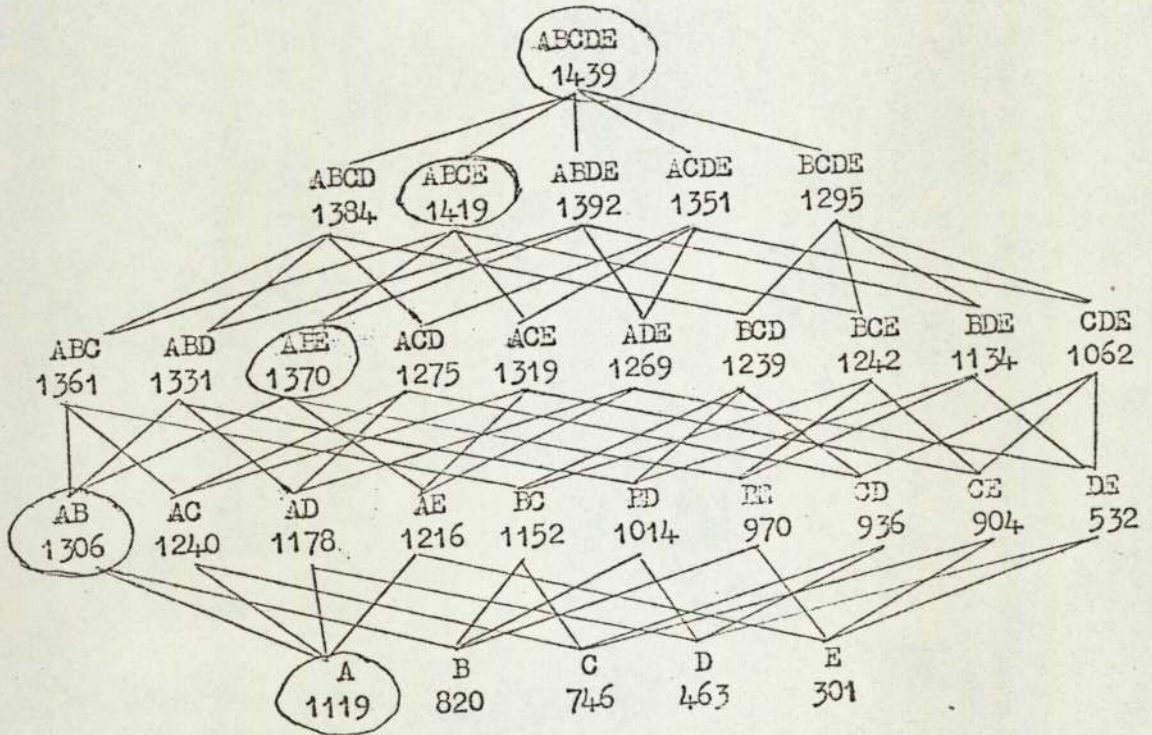 ABCDE
1439
ABCD ABCE ABDE ACDE BCDE
1384 1419 1392 1351 1295
ABC ABD ABE ACD ACE ADE BCD BCE BDE CDE
1361 1331 1370 1275 1319 1269 1239 1242 1134 1062
AB AC AD AE BC BD BE CD CE DE
1306 1240 1178 1216 1152 1014 970 936 904 532
A B C D E
1119 820 746 463 301